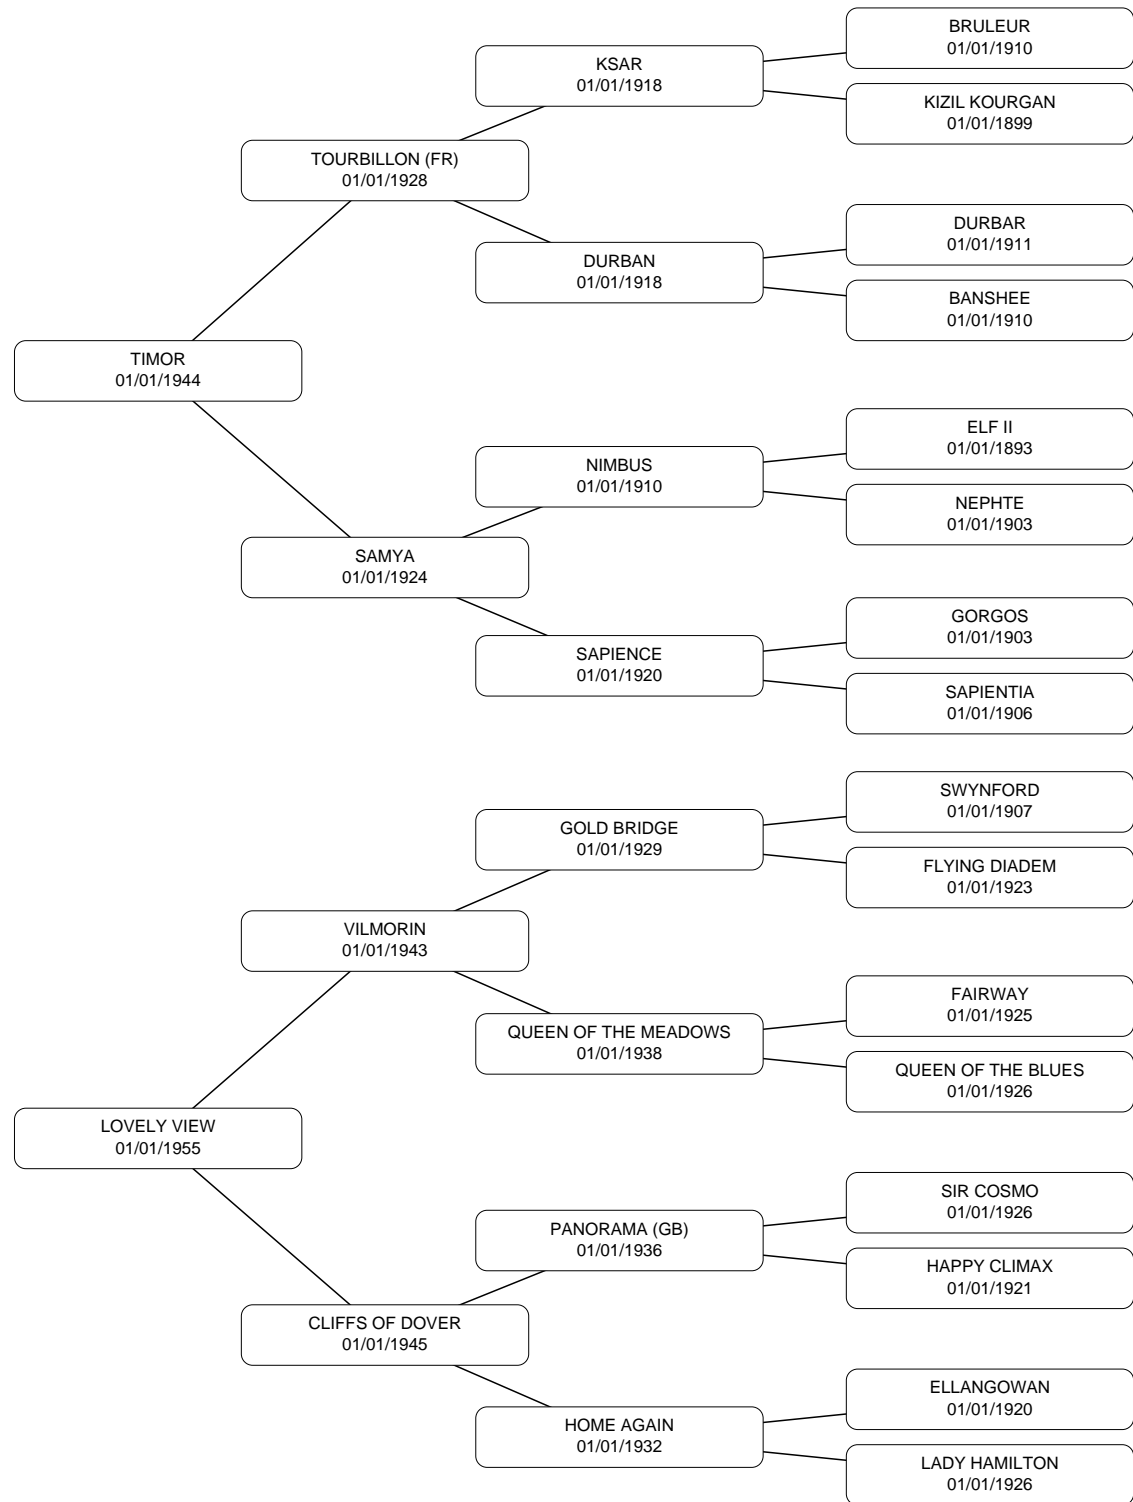 BRULEUR
01/01/1910
KSAR
01/01/1918
KIZIL KOURGAN
01/01/1899
TOURBILLON (FR)
01/01/1928
DURBAR
01/01/1911
DURBAN
01/01/1918
BANSHEE
01/01/1910
TIMOR
01/01/1944
ELF II
01/01/1893
NIMBUS
01/01/1910
NEPHTE
01/01/1903
SAMYA
01/01/1924
GORGOS
01/01/1903
SAPIENCE
01/01/1920
SAPIENTIA
01/01/1906
SWYNFORD
01/01/1907
GOLD BRIDGE
01/01/1929
FLYING DIADEM
01/01/1923
VILMORIN
01/01/1943
FAIRWAY
01/01/1925
QUEEN OF THE MEADOWS
01/01/1938
QUEEN OF THE BLUES
01/01/1926
LOVELY VIEW
01/01/1955
SIR COSMO
01/01/1926
PANORAMA (GB)
01/01/1936
HAPPY CLIMAX
01/01/1921
CLIFFS OF DOVER
01/01/1945
ELLANGOWAN
01/01/1920
HOME AGAIN
01/01/1932
LADY HAMILTON
01/01/1926